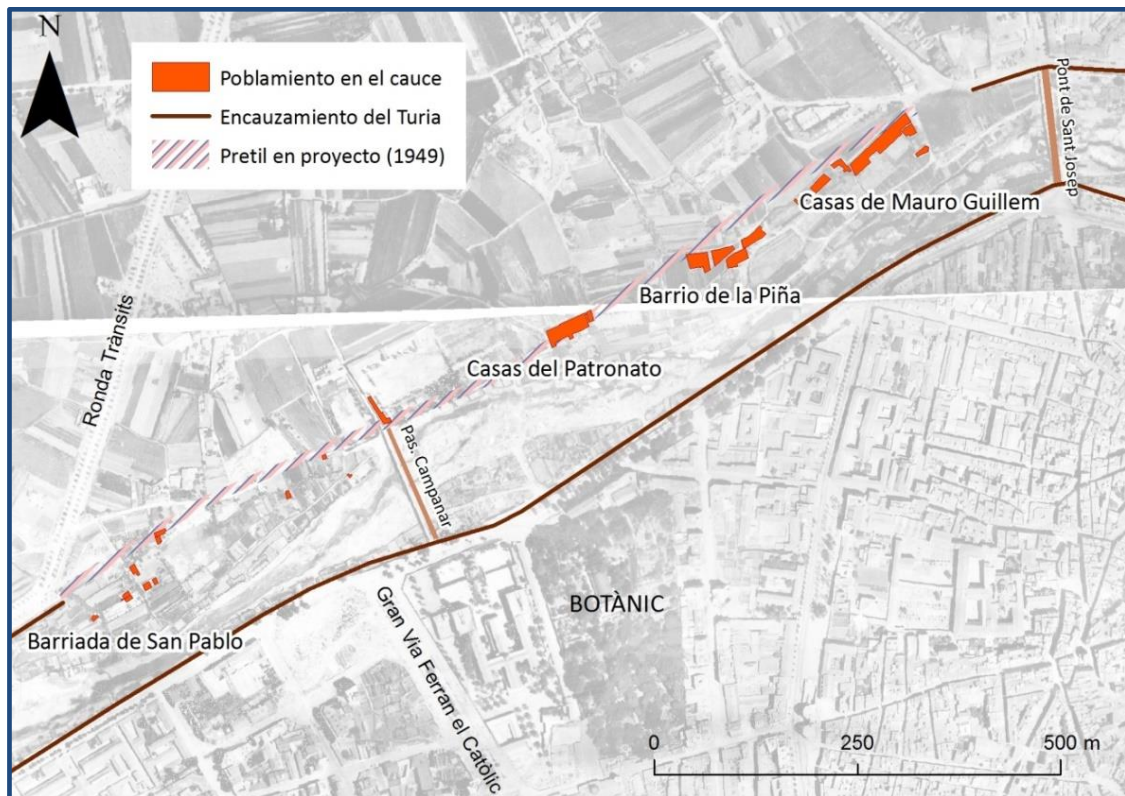 N
Poblamiento en el cauce
Encauzamiento del Turia
Pretil en proyecto (1949)
Pont de Sant Josep
Casas de Mauro Guillem
Barrio de la Piña
Ronda Trànsits
Casas del Patronato
Pas. Campanar
BOTÀNIC
Gran Via Ferran el Catòlic
Barriada de San Pablo
0 250 500 m